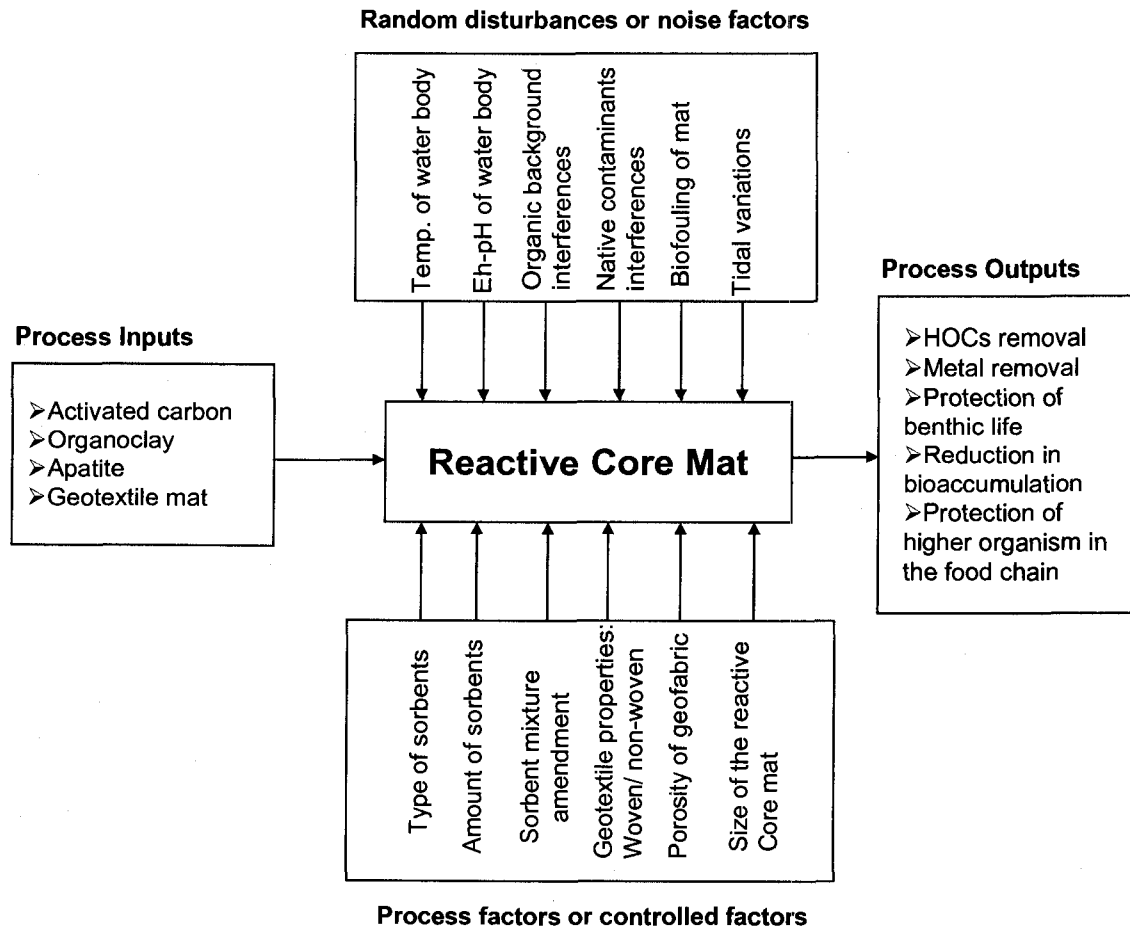 Random disturbances or noise factors
Temp. of water body
Eh-pH of water body
Organic background
interferences
Native contaminants
interferences
Biofouling of mat
Tidal variations
Process Inputs
➢Activated carbon
➢Organoclay
➢Apatite
➢Geotextile mat
Reactive Core Mat
Process Outputs
➢HOCs removal
➢Metal removal
➢Protection of
benthic life
➢Reduction in
bioaccumulation
➢Protection of
higher organism in
the food chain
Type of sorbents
Amount of sorbents
Sorbent mixture
amendment
Geotextile properties:
Woven/ non-woven
Porosity of geofabric
Size of the reactive
Core mat
Process factors or controlled factors